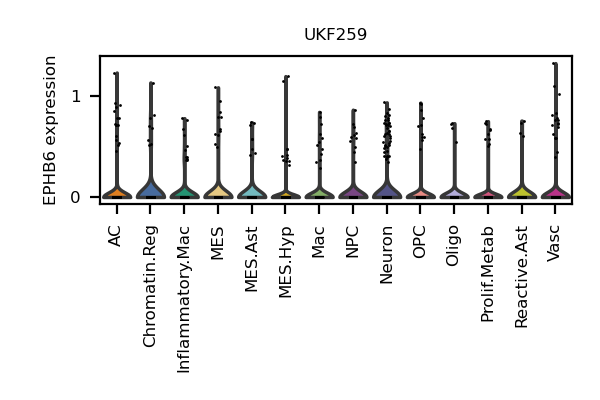 UKF259
EPHB6 expression
1
0
AC
Chromatin.Reg
Inflammatory.Mac
MES
MES.Ast
MES.Hyp
Mac
NPC
Neuron
OPC
Oligo
Prolif.Metab
Reactive.Ast
Vasc